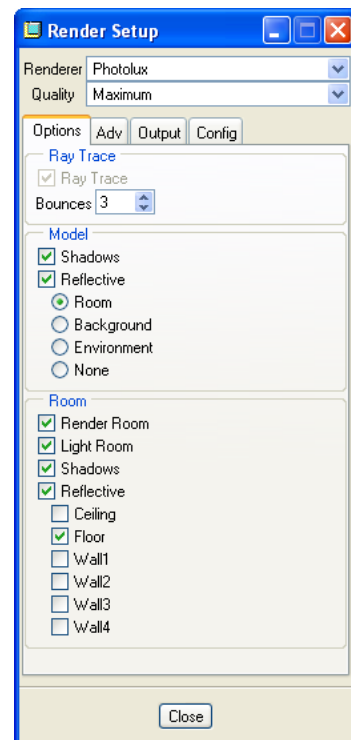 Render Setup
Renderer Photolux
Quality Maximum
Options Adv Output Config
Ray Trace
Ray Trace
Bounces 3
Model
Shadows
Reflective
Room
Background
Environment
None
Room
Render Room
Light Room
Shadows
Reflective
Ceiling
Floor
Wall1
Wall2
Wall3
Wall4
Close